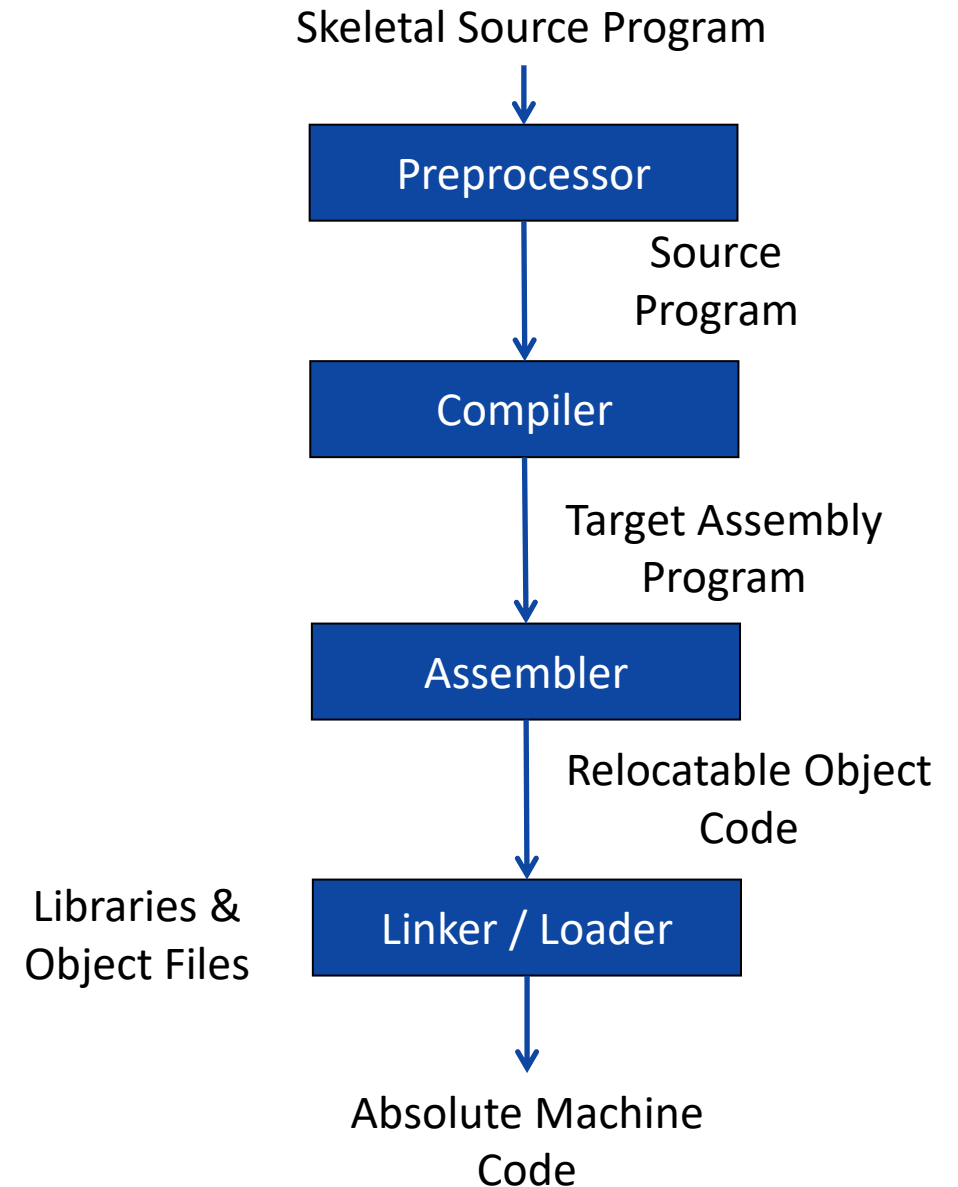 Skeletal Source Program
Preprocessor
Source
Program
Compiler
Target Assembly
Program
Assembler
Relocatable Object
Code
Libraries &
Object Files
Linker / Loader
Absolute Machine
Code